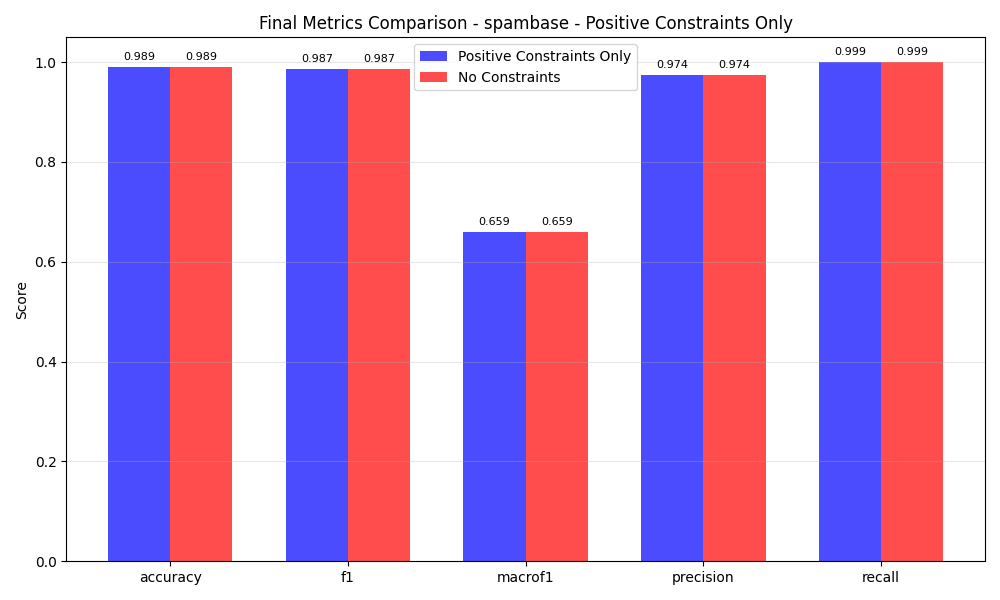 Final Metrics Comparison - spambase - Positive Constraints Only
Positive Constraints Only
No Constraints
0.989 0.989 0.987 0.987 0.659 0.659 0.974 0.974 0.999 0.999
Score
1.0
0.8
0.6
0.4
0.2
0.0
accuracy f1 macrof1 precision recall